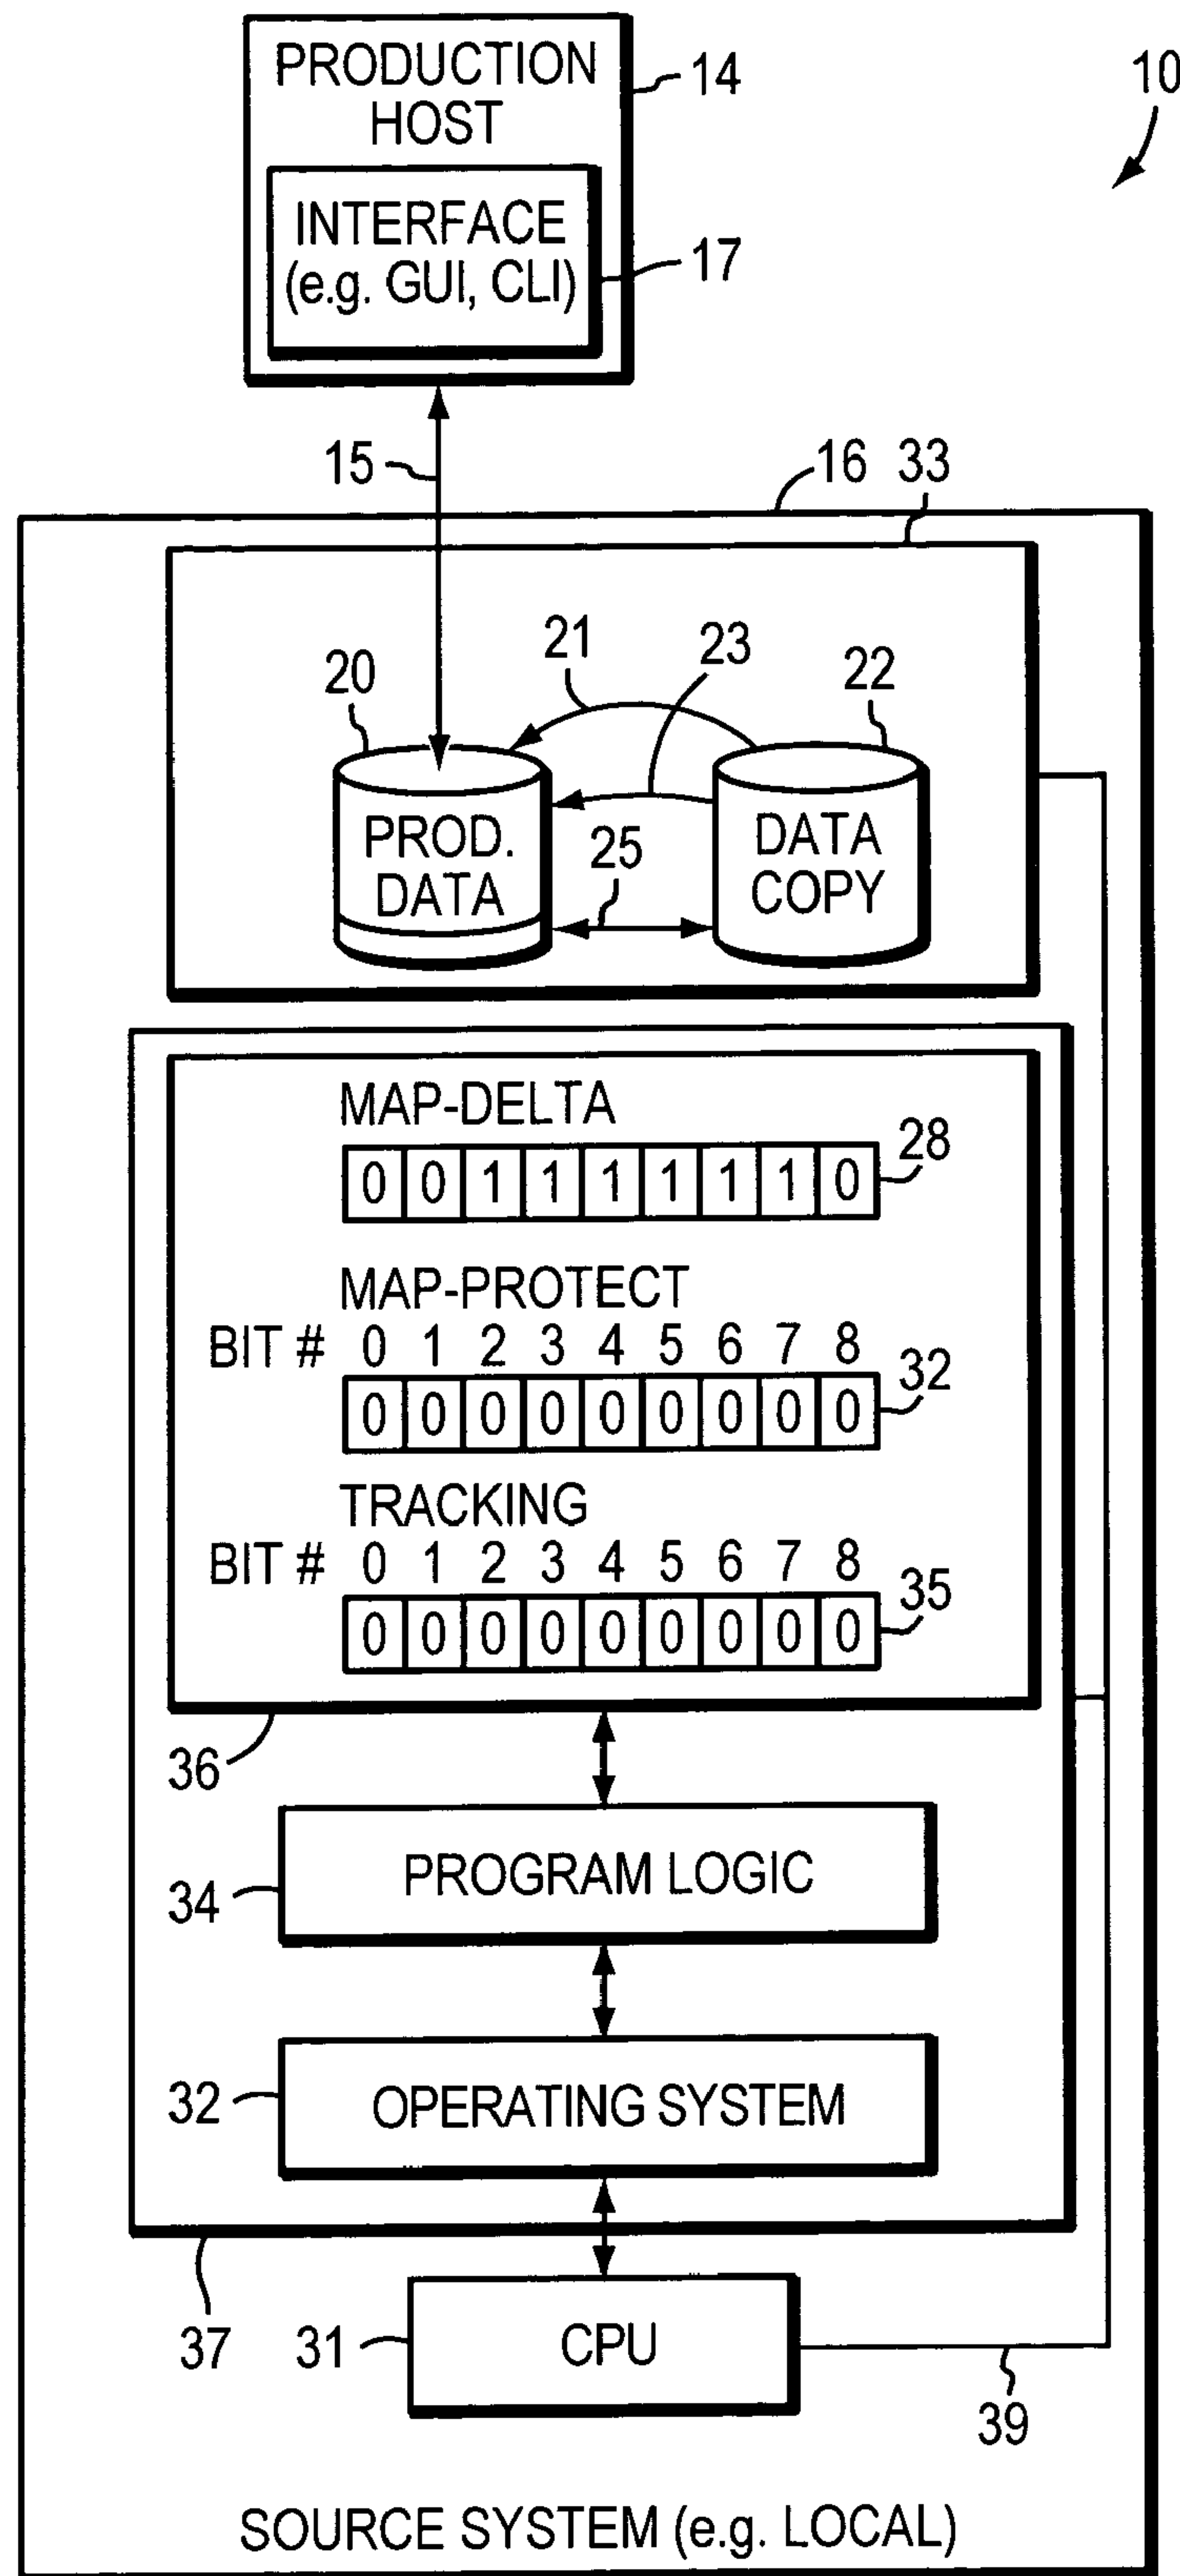 PRODUCTION
HOST
14
10
INTERFACE
(e.g. GUI, CLI)
17
15
16
33
21
23
20
22
PROD.
DATA
25
DATA
COPY
MAP-DELTA
0 0 1 1 1 1 1 1 0
28
MAP-PROTECT
BIT # 0 1 2 3 4 5 6 7 8
0 0 0 0 0 0 0 0 0
32
TRACKING
BIT # 0 1 2 3 4 5 6 7 8
0 0 0 0 0 0 0 0 0
35
36
PROGRAM LOGIC
34
OPERATING SYSTEM
32
37
CPU
31
39
SOURCE SYSTEM (e.g. LOCAL)